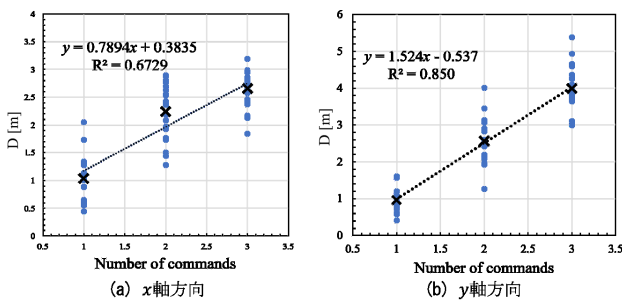 y = 0.7894x + 0.3835
R² = 0.6729
D [m]
4
3.5
3
2.5
2
1.5
1
0.5
0
0.5 1 1.5 2 2.5 3 3.5
Number of commands
(a) x軸方向
y = 1.524x - 0.537
R² = 0.850
D [m]
6
5
4
3
2
1
0
0.5 1 1.5 2 2.5 3 3.5
Number of commands
(b) y軸方向